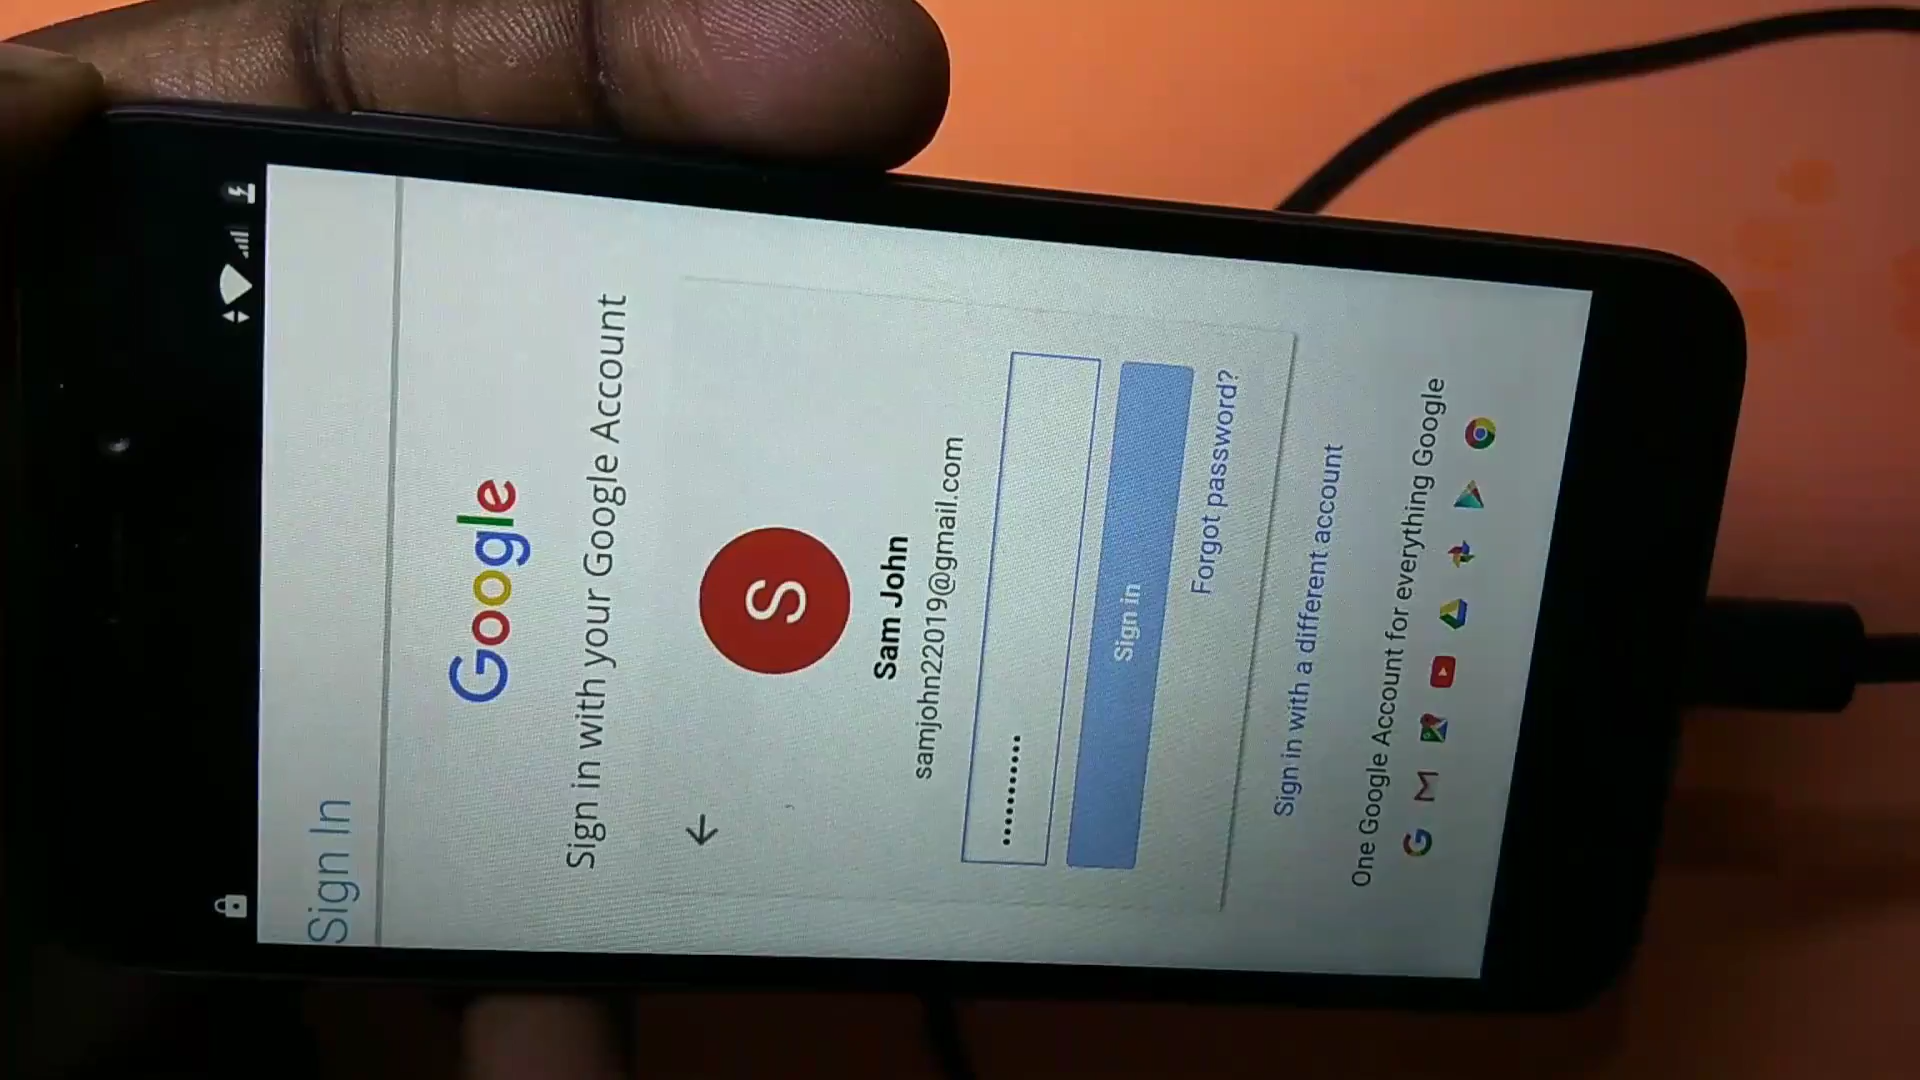 Sign In
Google
Sign in with your Google Account
S
Sam John
samjohn22019@gmail.com
Sign in
Forgot password?
Sign in with a different account
One Google Account for everything Google